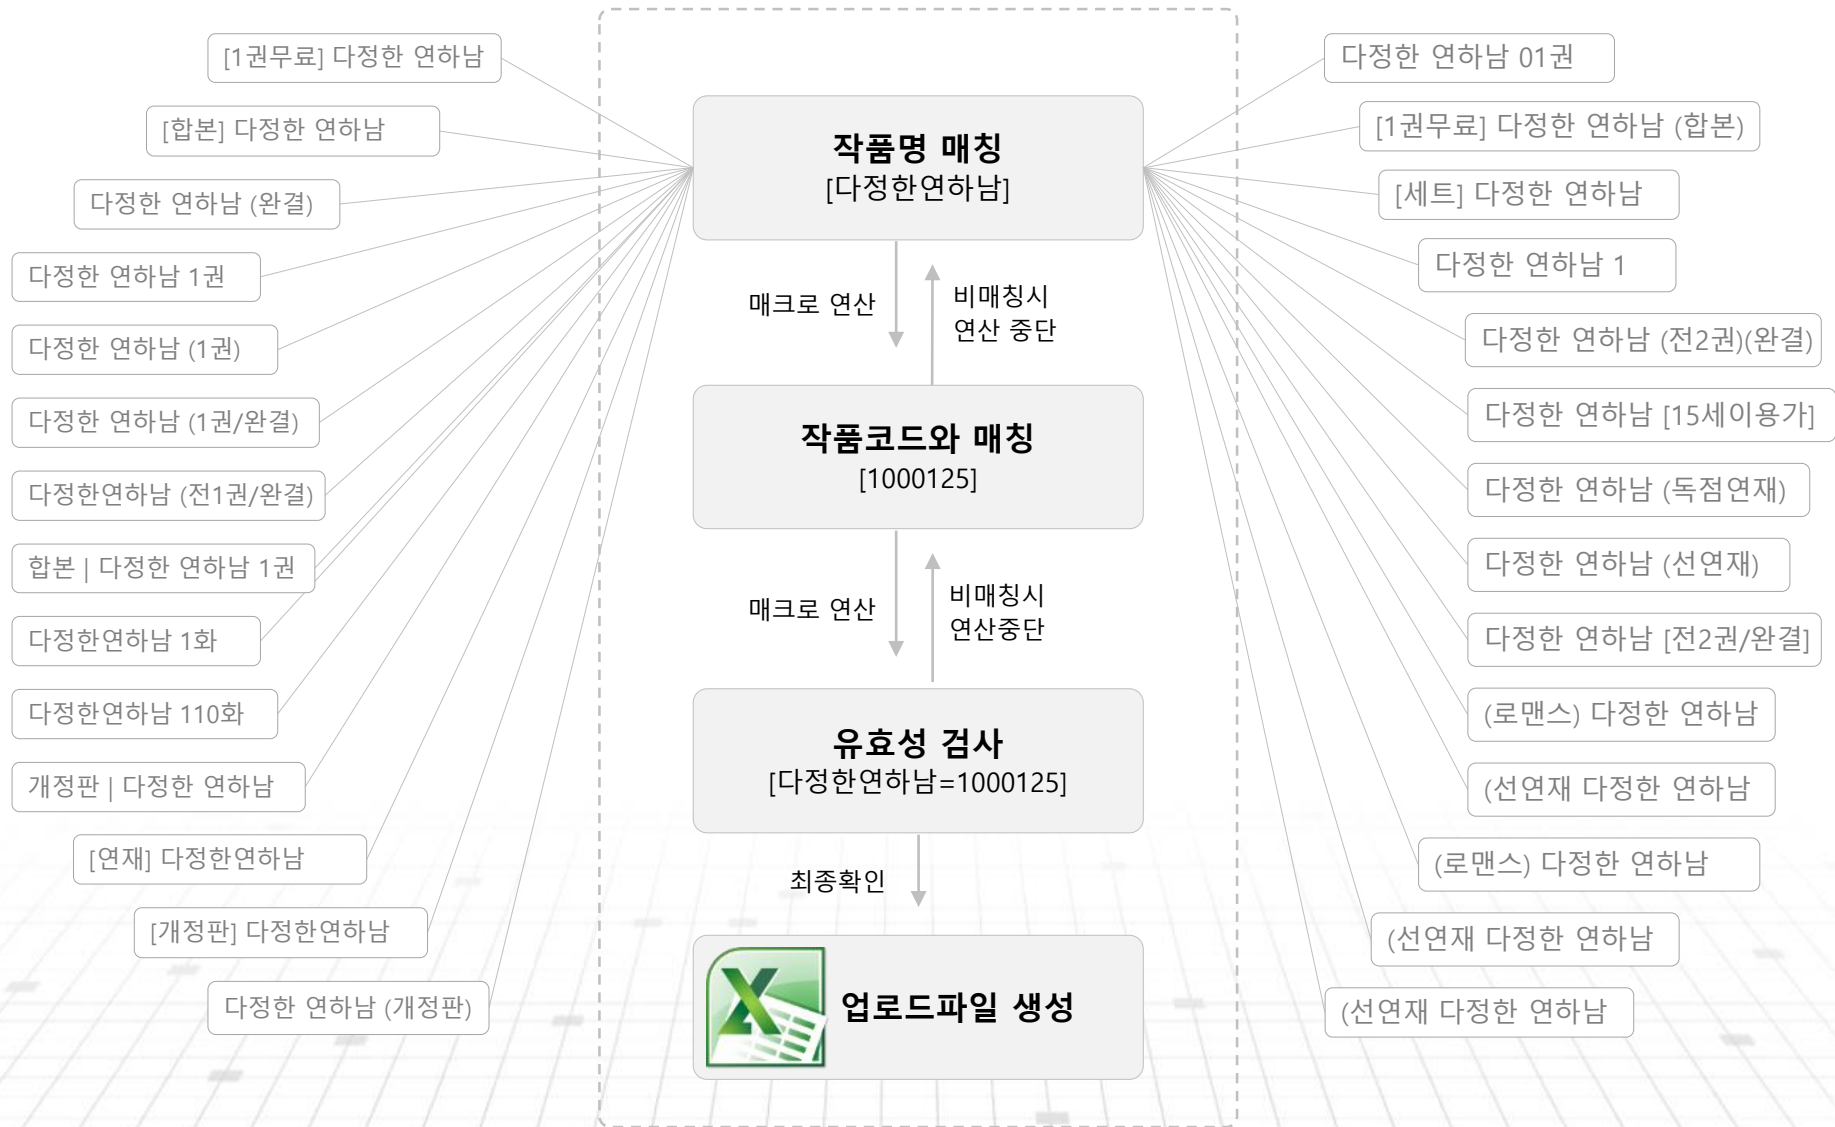 [1권무료] 다정한 연하남
[합본] 다정한 연하남
다정한 연하남 (완결)
다정한 연하남 1권
다정한 연하남 (1권)
다정한 연하남 (1권/완결)
다정한연하남 (전1권/완결)
합본 | 다정한 연하남 1권
다정한연하남 1화
다정한연하남 110화
개정판 | 다정한 연하남
[연재] 다정한연하남
[개정판] 다정한연하남
다정한 연하남 (개정판)
작품명 매칭
[다정한연하남]
매크로 연산
비매칭시
연산 중단
작품코드와 매칭
[1000125]
매크로 연산
비매칭시
연산중단
유효성 검사
[다정한연하남=1000125]
최종확인
업로드파일 생성
다정한 연하남 01권
[1권무료] 다정한 연하남 (합본)
[세트] 다정한 연하남
다정한 연하남 1
다정한 연하남 (전2권)(완결)
다정한 연하남 [15세이용가]
다정한 연하남 (독점연재)
다정한 연하남 (선연재)
다정한 연하남 [전2권/완결]
(로맨스) 다정한 연하남
(선연재 다정한 연하남
(로맨스) 다정한 연하남
(선연재 다정한 연하남
(선연재 다정한 연하남